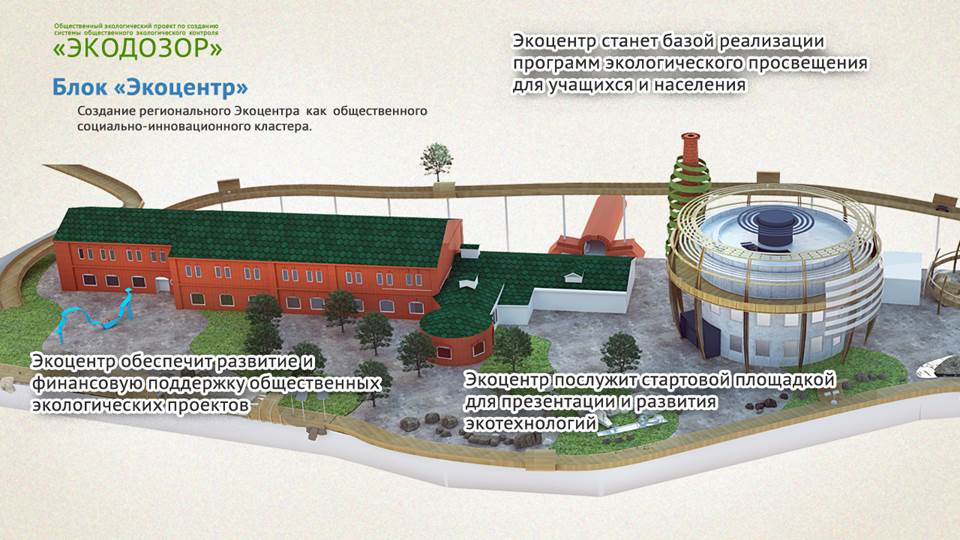 Общественный экологический проект по созданию
системы общественного экологического контроля
«ЭКОДОЗОР»
Блок «Экоцентр»
Создание регионального Экоцентра как общественного
социально-инновационного кластера.
Экоцентр станет базой реализации
программ экологического просвещения
для учащихся и населения
Экоцентр обеспечит развитие и
финансовую поддержку общественных
экологических проектов
Экоцентр послужит стартовой площадкой
для презентации и развития
экотехнологий